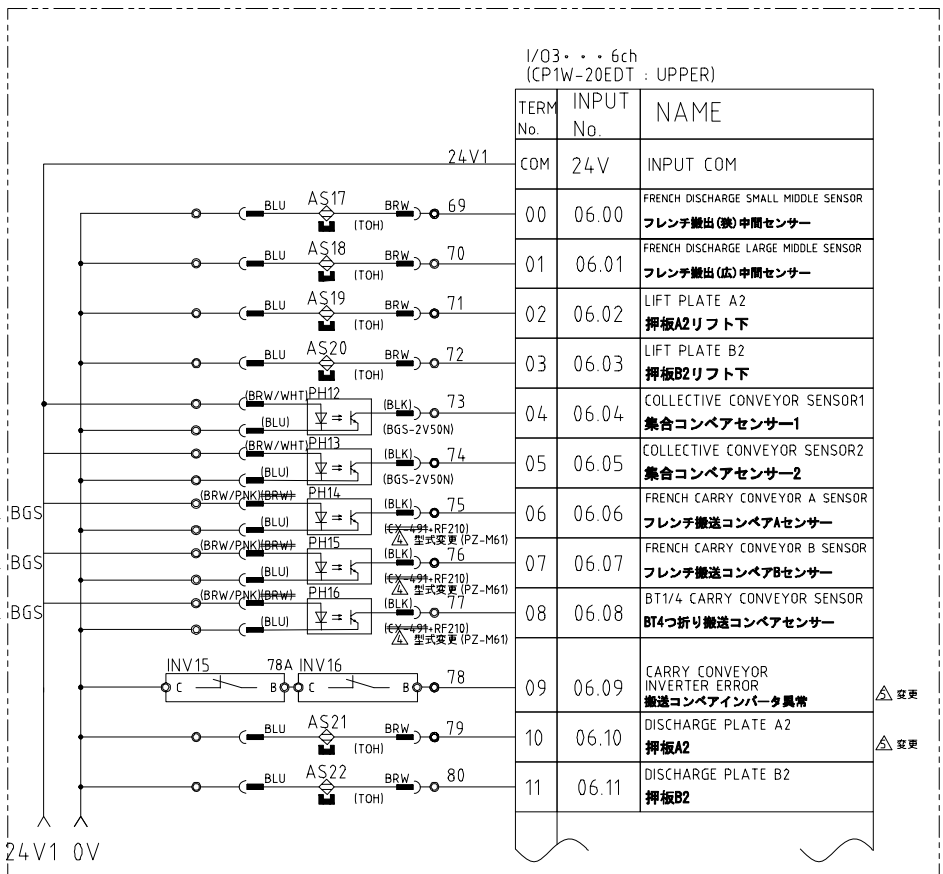 I/O3・・・6ch
(CP1W-20EDT : UPPER)
TERM No. INPUT No. NAME
24V1 COM 24V INPUT COM
BLU AS17 (TOH) BRW 69 00 06.00 FRENCH DISCHARGE SMALL MIDDLE SENSOR
フレンチ搬出(狭)中間センサー
BLU AS18 (TOH) BRW 70 01 06.01 FRENCH DISCHARGE LARGE MIDDLE SENSOR
フレンチ搬出(広)中間センサー
BLU AS19 (TOH) BRW 71 02 06.02 LIFT PLATE A2
押板A2リフト下
BLU AS20 (TOH) BRW 72 03 06.03 LIFT PLATE B2
押板B2リフト下
(BRW/WHT) PH12 (BLK) 73 04 06.04 COLLECTIVE CONVEYOR SENSOR1
(BLU) (BGS-2V50N) 集合コンベアセンサー1
(BRW/WHT) PH13 (BLK) 74 05 06.05 COLLECTIVE CONVEYOR SENSOR2
(BLU) (BGS-2V50N) 集合コンベアセンサー2
BGS (BRW/PNK) (BRW) PH14 (BLK) 75 06 06.06 FRENCH CARRY CONVEYOR A SENSOR
(BLU) (CX-491+RF210) フレンチ搬送コンベアAセンサー
4 型式変更(PZ-M61)
BGS (BRW/PNK) (BRW) PH15 (BLK) 76 07 06.07 FRENCH CARRY CONVEYOR B SENSOR
(BLU) (CX-491+RF210) フレンチ搬送コンベアBセンサー
4 型式変更(PZ-M61)
BGS (BRW/PNK) (BRW) PH16 (BLK) 77 08 06.08 BT1/4 CARRY CONVEYOR SENSOR
(BLU) (CX-491+RF210) BT4つ折り搬送コンベアセンサー
4 型式変更(PZ-M61)
INV15 C B 78A INV16 C B 78 09 06.09 CARRY CONVEYOR
INVERTER ERROR
搬送コンベアインバータ異常 5 変更
BLU AS21 (TOH) BRW 79 10 06.10 DISCHARGE PLATE A2
押板A2 5 変更
BLU AS22 (TOH) BRW 80 11 06.11 DISCHARGE PLATE B2
押板B2
24V1 0V